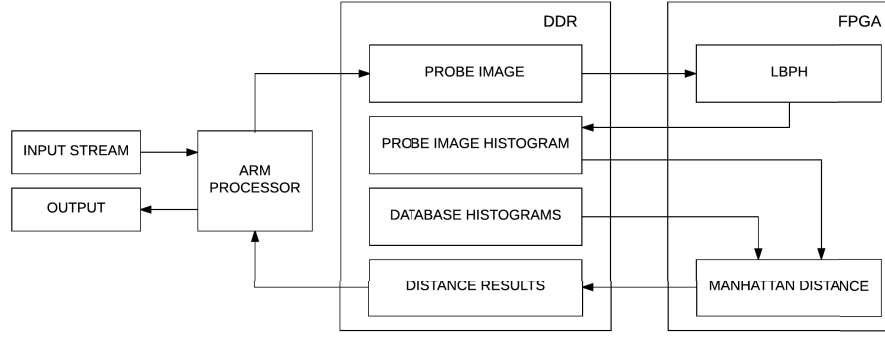 DDR
FPGA
PROBE IMAGE
LBPH
INPUT STREAM
ARM
PROCESSOR
PROBE IMAGE HISTOGRAM
OUTPUT
DATABASE HISTOGRAMS
DISTANCE RESULTS
MANHATTAN DISTANCE